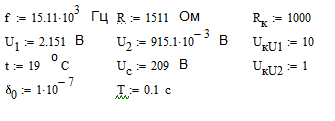 f := 15.11·10³ Гц R := 1511 Ом Rк := 1000
U₁ := 2.151 В U₂ := 915.1·10⁻³ В UкU1 := 10
t := 19 °C Uc := 209 В UкU2 := 1
δ₀ := 1·10⁻⁷ T := 0.1 с